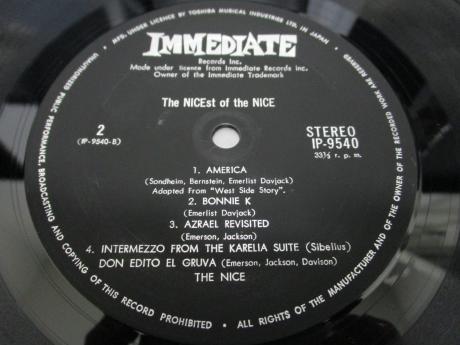 MFG. UNDER LICENCE BY TOSHIBA MUSICAL INDUSTRIES LTD. IN JAPAN •
ALL RIGHTS OF THE MANUFACTURER AND OF THE OWNER OF THE RECORDED WORK ARE RESERVED
• UNAUTHORIZED PUBLIC PERFORMANCE, BROADCASTING AND COPYING OF THIS RECORD PROHIBITED •
IMMEDIATE
Records Inc.
Made under licence from Immediate Records inc.
Owner of the Immediate Trademark
The NICEst of the NICE
2
(IP-9540-B)
STEREO
IP-9540
33⅓ r. p. m.
1. AMERICA
(Sondheim, Bernstein, Emerlist Davjack)
Adapted From "West Side Story".
2. BONNIE K
(Emerlist Davjack)
3. AZRAEL REVISITED
(Emerson, Jackson)
4. INTERMEZZO FROM THE KARELIA SUITE (Sibelius)
DON EDITO EL GRUVA (Emerson, Jackson, Davison)
THE NICE